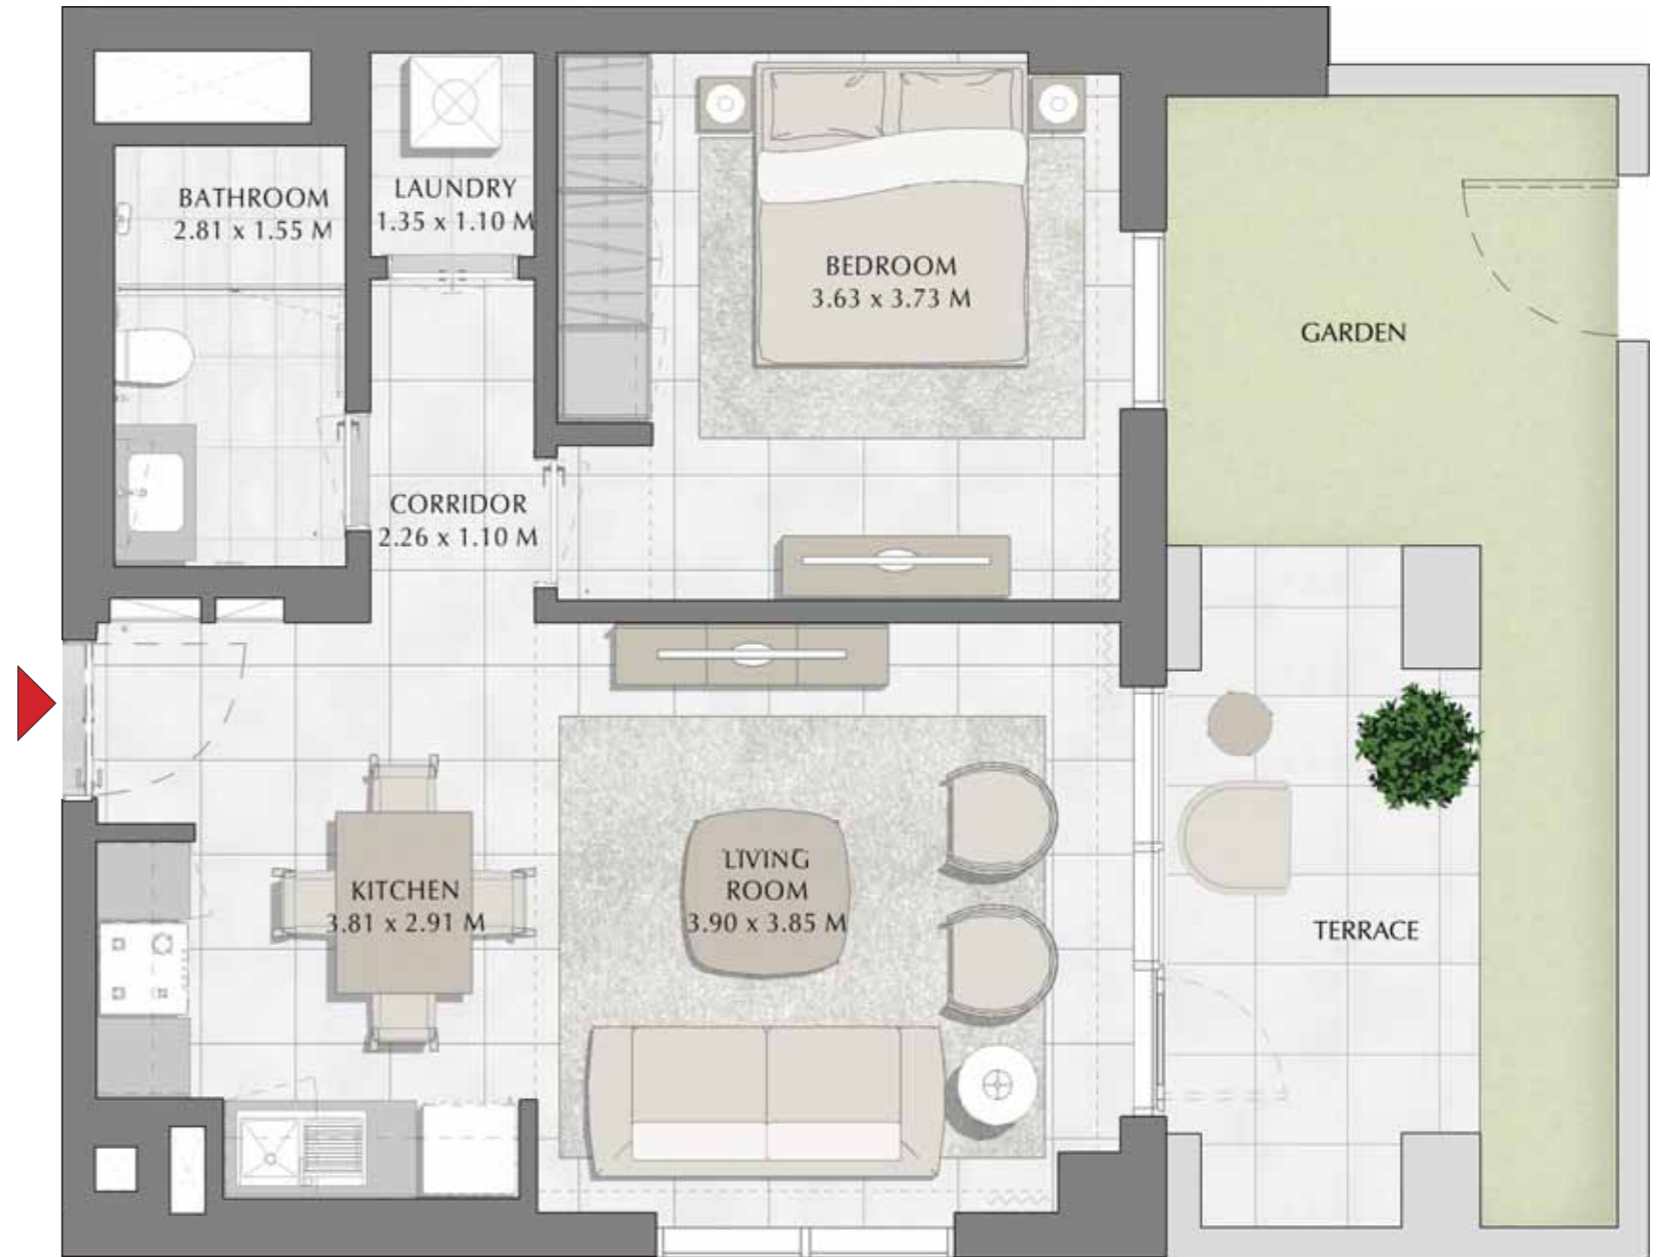 BATHROOM
2.81 x 1.55 M
LAUNDRY
1.35 x 1.10 M
BEDROOM
3.63 x 3.73 M
GARDEN
CORRIDOR
2.26 x 1.10 M
KITCHEN
3.81 x 2.91 M
LIVING
ROOM
3.90 x 3.85 M
TERRACE